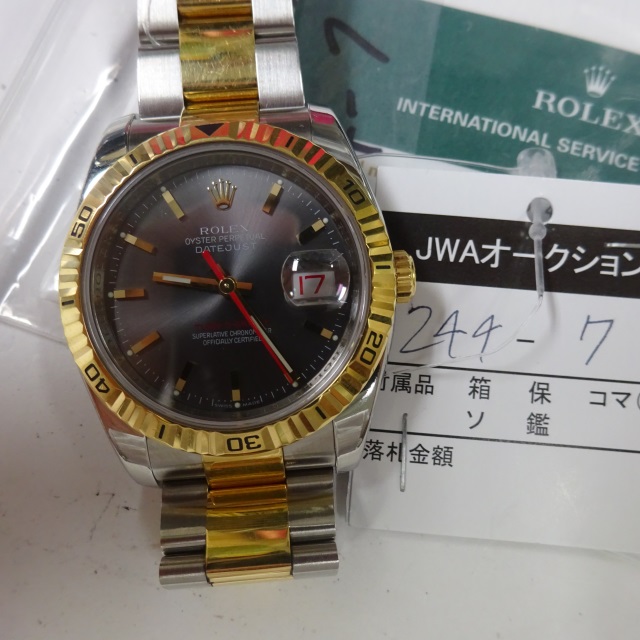 ROLEX
OYSTER PERPETUAL
DATEJUST
17
SUPERLATIVE CHRONOMETER
OFFICIALLY CERTIFIED
10
20
30
40
50
ROLEX
INTERNATIONAL SERVICE
JWAオークション
244-7
付属品 箱 保 コマ(
ソ 鑑
落札金額